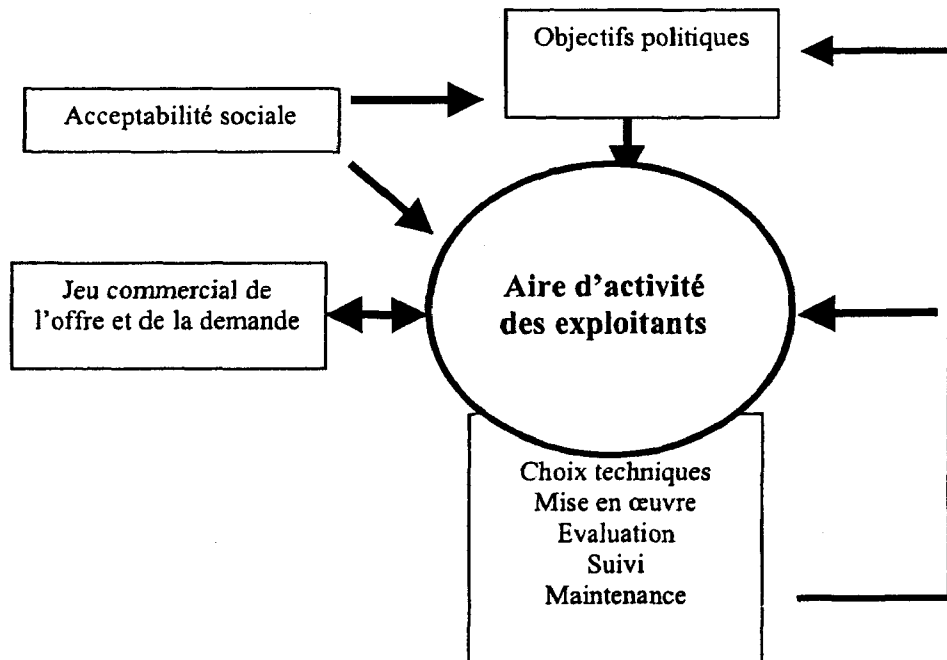 Objectifs politiques
Acceptabilité sociale
Jeu commercial de
l'offre et de la demande
Aire d'activité
des exploitants
Choix techniques
Mise en œuvre
Evaluation
Suivi
Maintenance